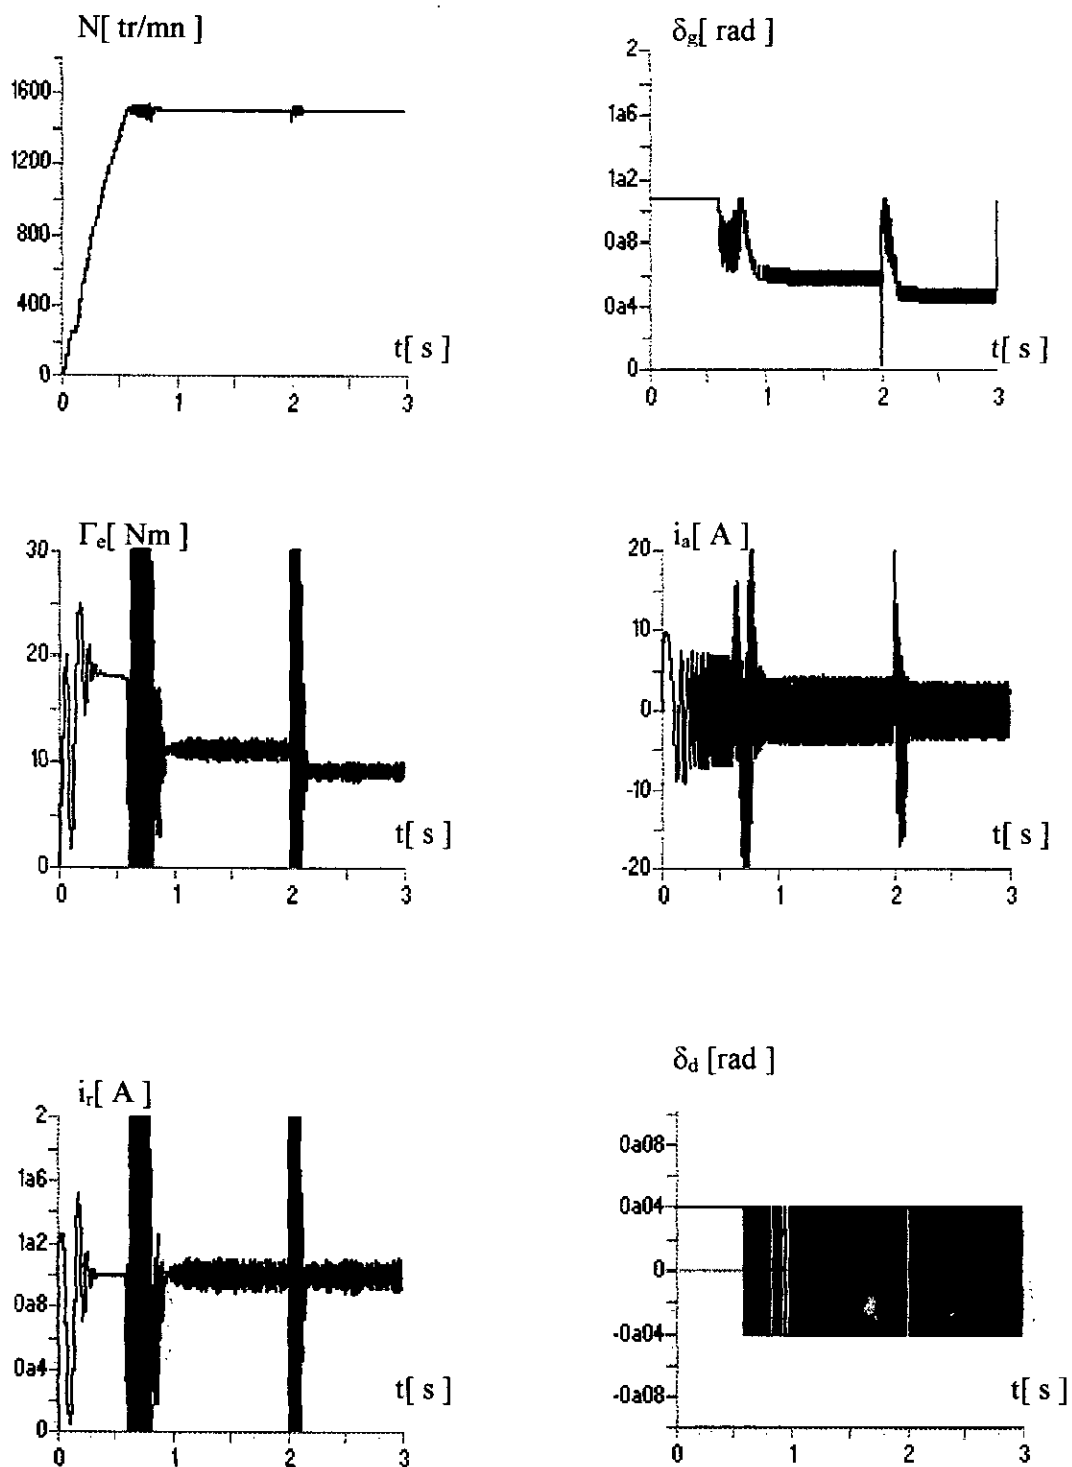 N[ tr/mn ]
1600
1200
800
400
0
t[ s ]
0 1 2 3
δg[ rad ]
2
1a6
1a2
0a8
0a4
0
t[ s ]
0 1 2 3
Γe[ Nm ]
30
20
10
0
t[ s ]
0 1 2 3
ia[ A ]
20
10
0
-10
-20
t[ s ]
0 1 2 3
ir[ A ]
2
1a6
1a2
0a8
0a4
0
t[ s ]
0 1 2 3
δd [rad ]
0a08
0a04
0
-0a04
-0a08
t[ s ]
0 1 2 3